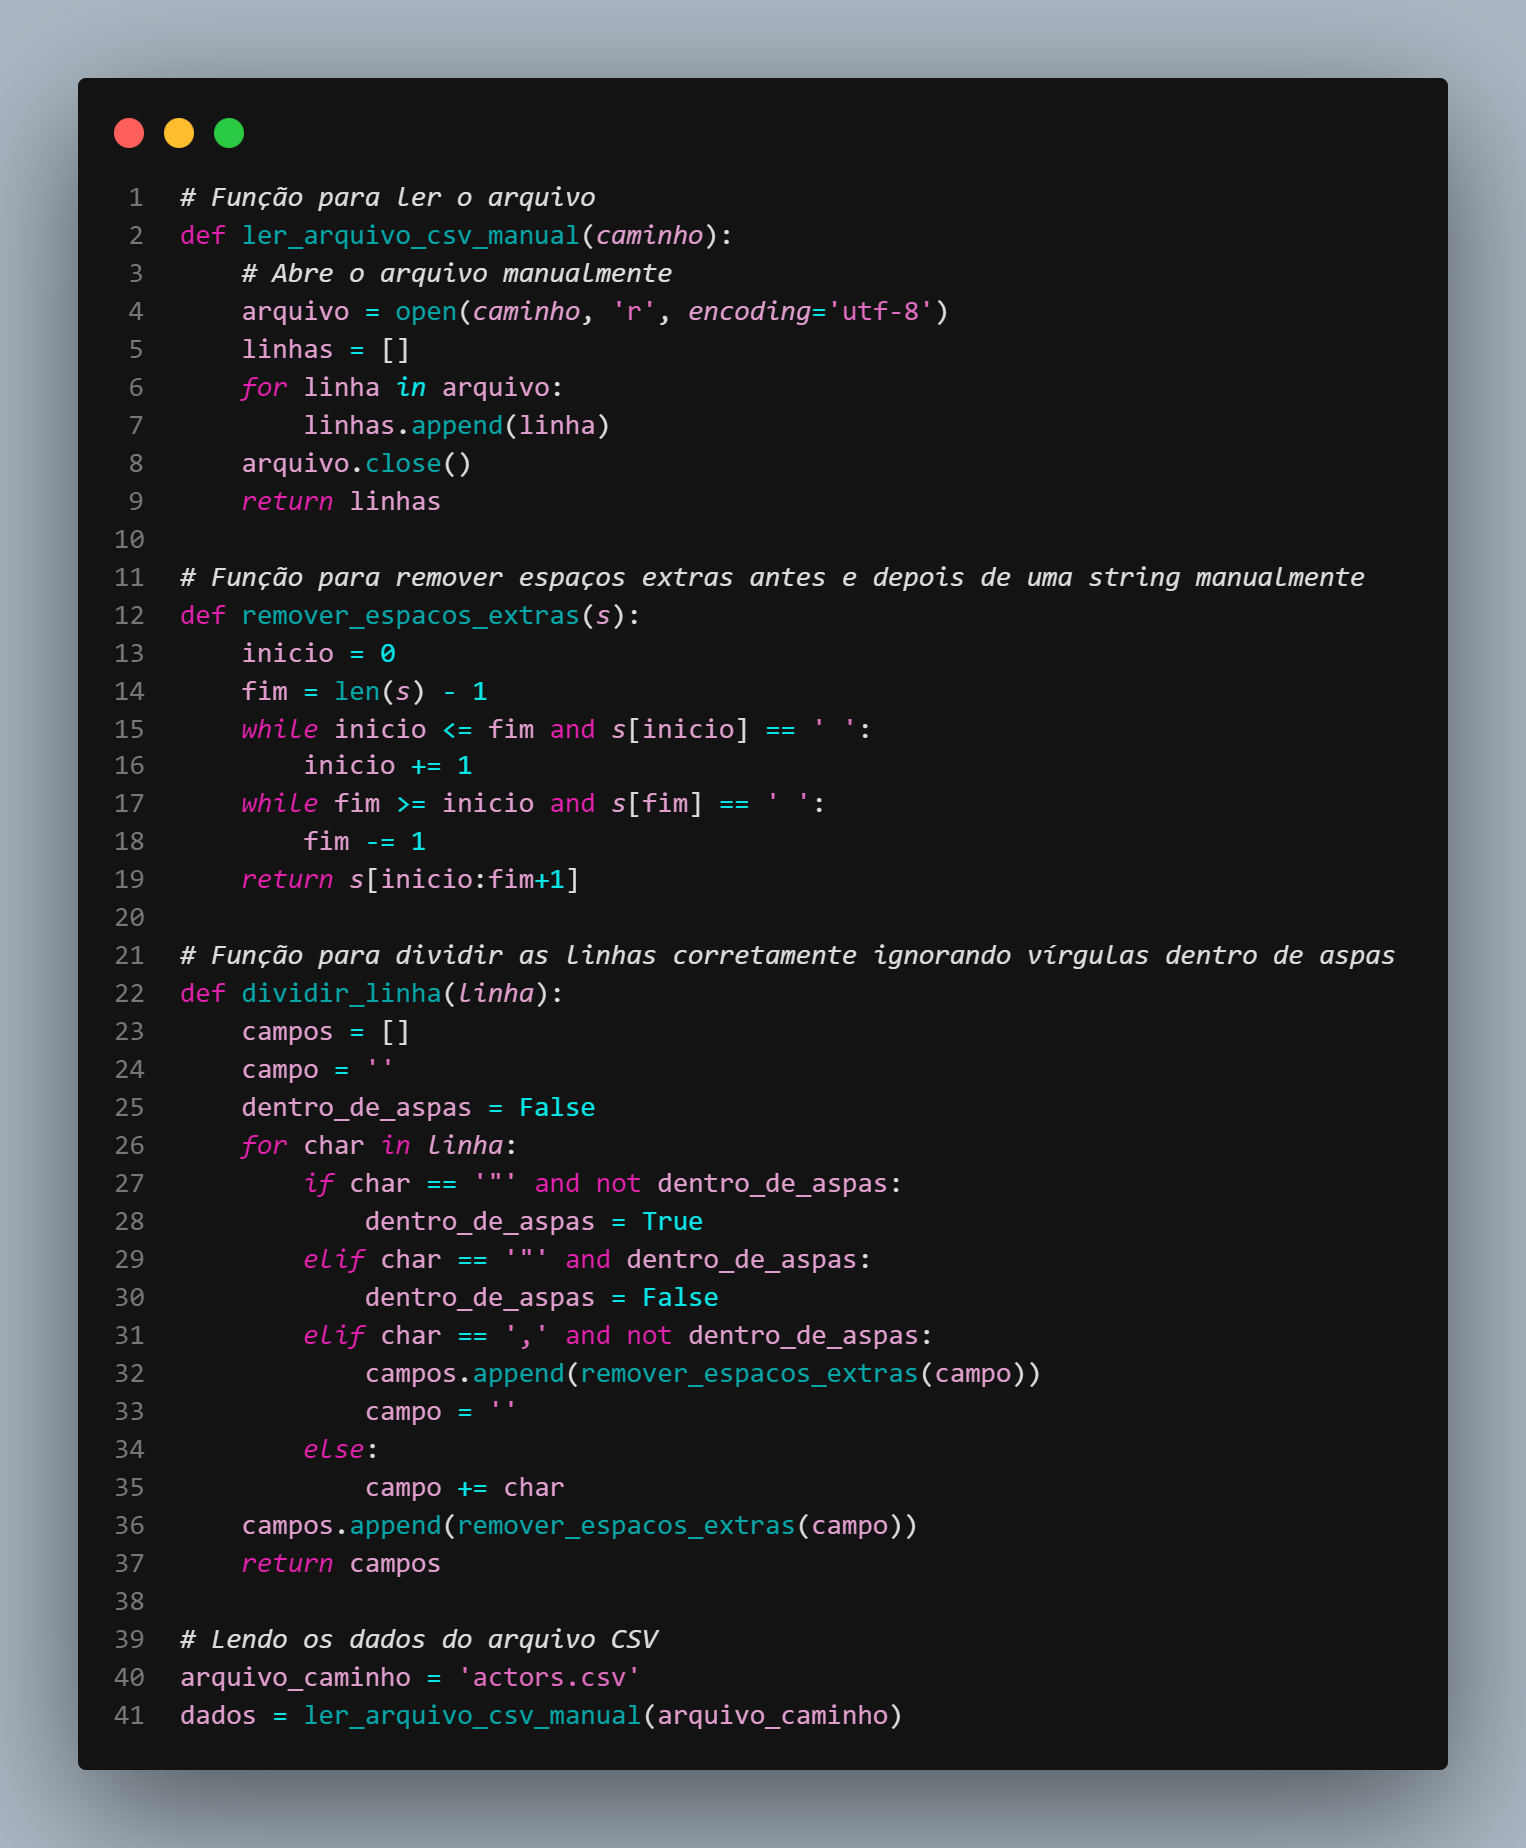 1 # Função para ler o arquivo
2 def ler_arquivo_csv_manual(caminho):
3     # Abre o arquivo manualmente
4     arquivo = open(caminho, 'r', encoding='utf-8')
5     linhas = []
6     for linha in arquivo:
7         linhas.append(linha)
8     arquivo.close()
9     return linhas
10
11 # Função para remover espaços extras antes e depois de uma string manualmente
12 def remover_espacos_extras(s):
13     inicio = 0
14     fim = len(s) - 1
15     while inicio <= fim and s[inicio] == ' ':
16         inicio += 1
17     while fim >= inicio and s[fim] == ' ':
18         fim -= 1
19     return s[inicio:fim+1]
20
21 # Função para dividir as linhas corretamente ignorando vírgulas dentro de aspas
22 def dividir_linha(linha):
23     campos = []
24     campo = ''
25     dentro_de_aspas = False
26     for char in linha:
27         if char == '"' and not dentro_de_aspas:
28             dentro_de_aspas = True
29         elif char == '"' and dentro_de_aspas:
30             dentro_de_aspas = False
31         elif char == ',' and not dentro_de_aspas:
32             campos.append(remover_espacos_extras(campo))
33             campo = ''
34         else:
35             campo += char
36     campos.append(remover_espacos_extras(campo))
37     return campos
38
39 # Lendo os dados do arquivo CSV
40 arquivo_caminho = 'actors.csv'
41 dados = ler_arquivo_csv_manual(arquivo_caminho)